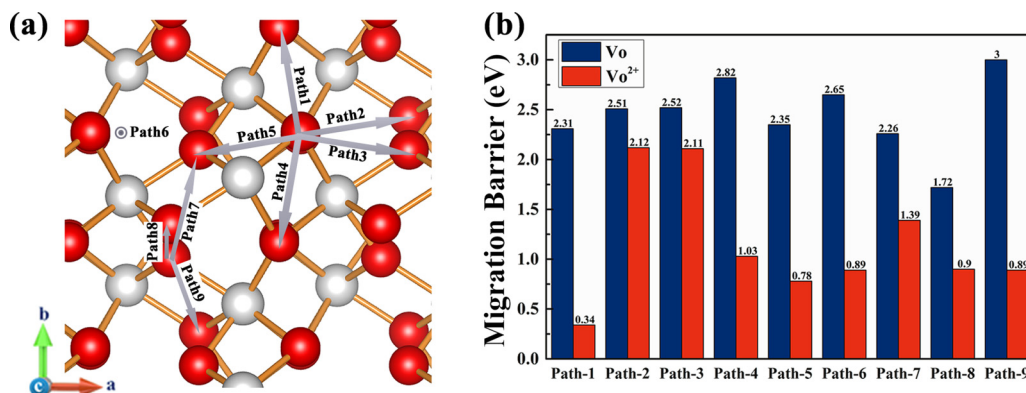 (a)
Path1
Path2
Path6
Path5
Path3
Path4
Path7
Path8
Path9
b
c
a
(b)
Migration Barrier (eV)
Vo
Vo²⁺
3.0
2.5
2.0
1.5
1.0
0.5
0.0
2.31
0.34
2.51
2.12
2.52
2.11
2.82
1.03
2.35
0.78
2.65
0.89
2.26
1.39
1.72
0.9
3
0.89
Path-1 Path-2 Path-3 Path-4 Path-5 Path-6 Path-7 Path-8 Path-9